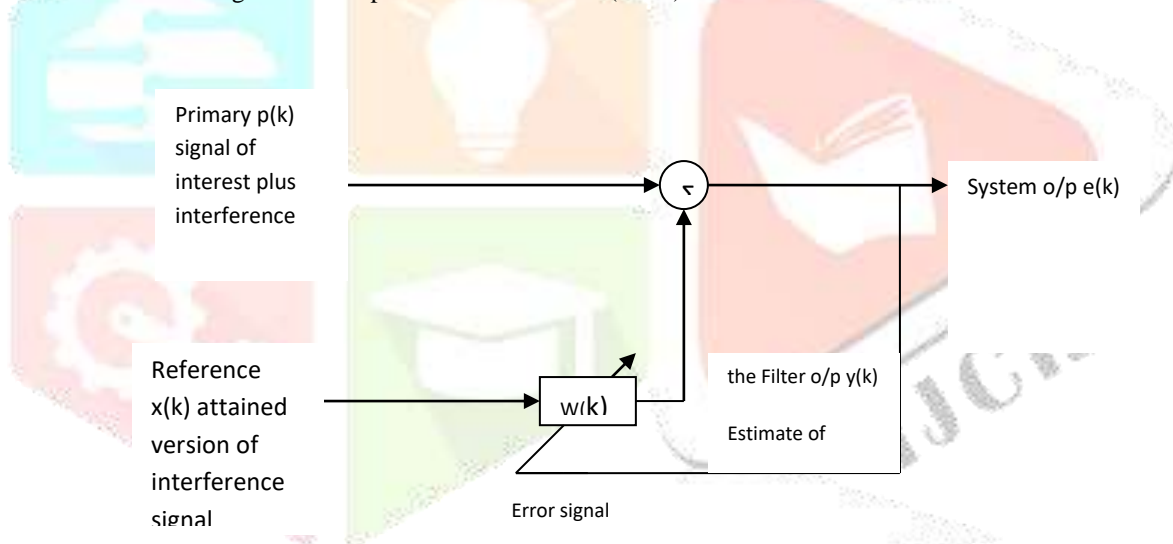 Primary p(k)
signal of
interest plus
interference
System o/p e(k)
Reference
x(k) attained
version of
interference
signal
w(k)
the Filter o/p y(k)
Estimate of
Error signal